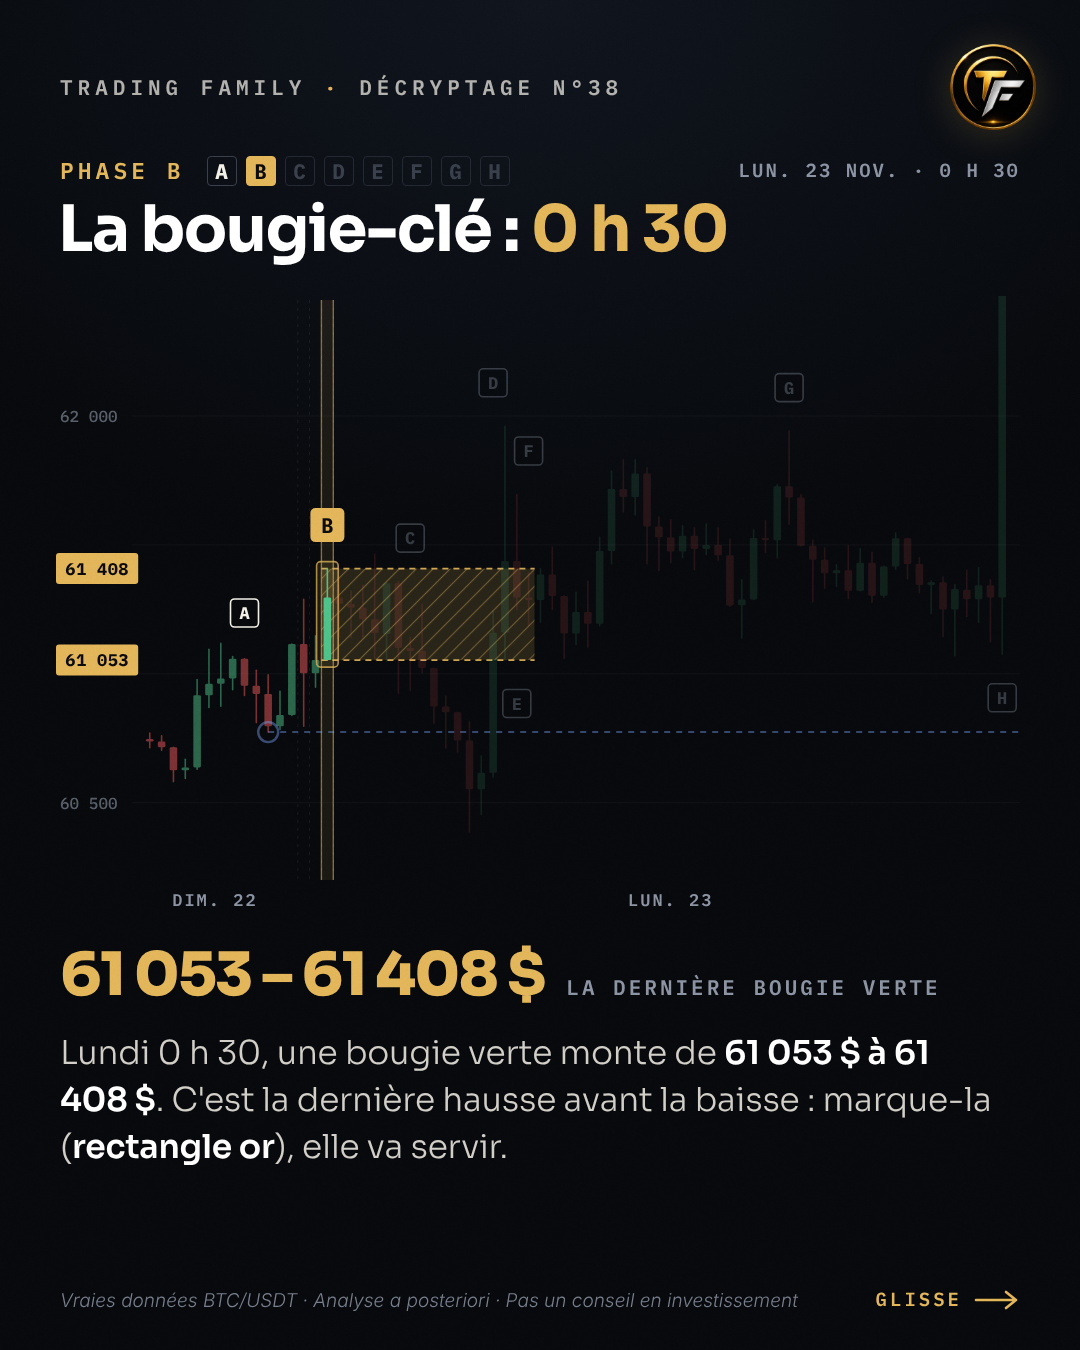 TRADING FAMILY · DÉCRYPTAGE N°38
TF
PHASE B A B C D E F G H
LUN. 23 NOV. · 0 H 30
La bougie-clé : 0 h 30
D
G
62 000
F
B
C
61 408
A
61 053
E
H
60 500
DIM. 22
LUN. 23
61 053 – 61 408 $ LA DERNIÈRE BOUGIE VERTE
Lundi 0 h 30, une bougie verte monte de 61 053 $ à 61
408 $. C'est la dernière hausse avant la baisse : marque-la
(rectangle or), elle va servir.
Vraies données BTC/USDT · Analyse a posteriori · Pas un conseil en investissement
GLISSE →